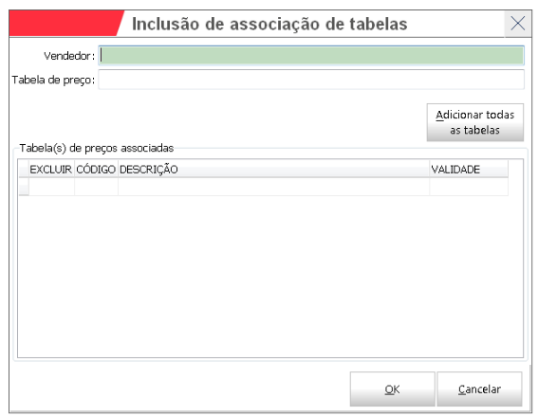 Inclusão de associação de tabelas
Vendedor:
Tabela de preço:
Adicionar todas
as tabelas
Tabela(s) de preços associadas
EXCLUIR CÓDIGO DESCRIÇÃO VALIDADE
OK Cancelar